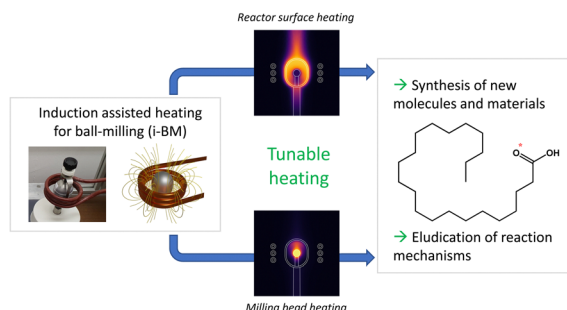 Reactor surface heating
Induction assisted heating
for ball-milling (i-BM)
Tunable
heating
Milling bead heating
→ Synthesis of new
molecules and materials
*
O
OH
→ Eludication of reaction
mechanisms